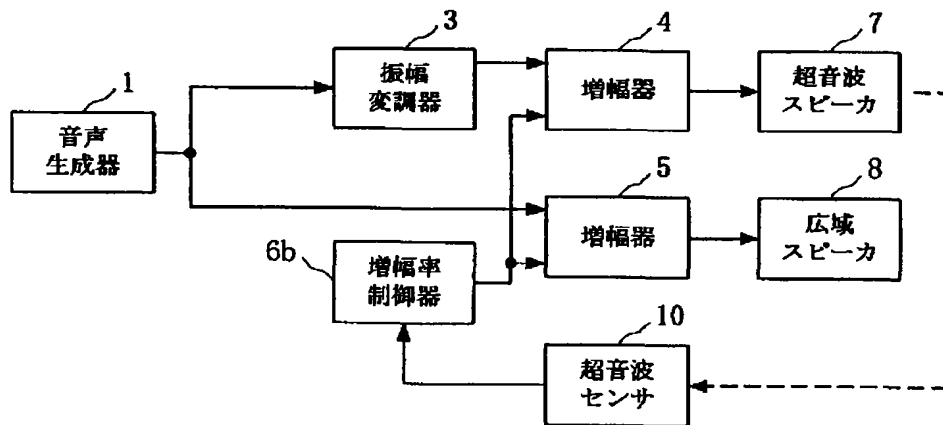 1
音声
生成器
3
振幅
変調器
4
増幅器
7
超音波
スピーカ
5
増幅器
8
広域
スピーカ
6b
増幅率
制御器
10
超音波
センサ